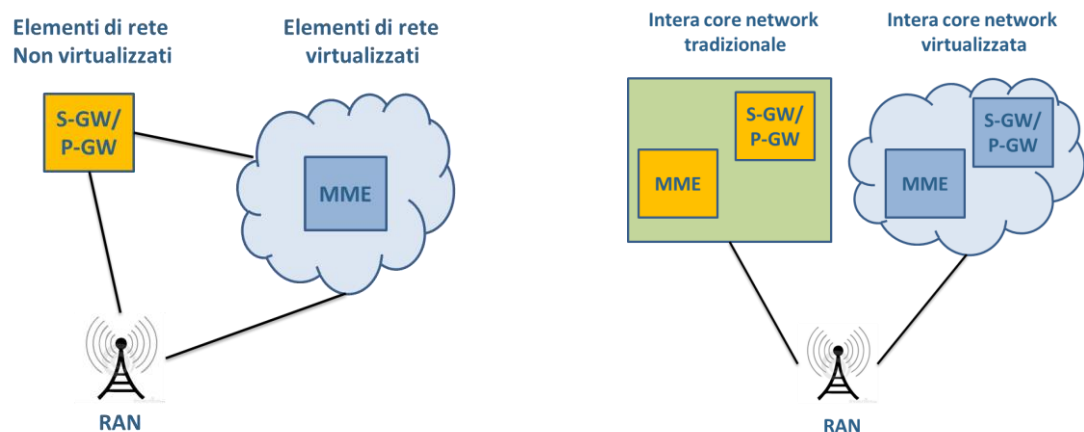 Elementi di rete
Non virtualizzati
Elementi di rete
virtualizzati
S-GW/
P-GW
MME
RAN
Intera core network
tradizionale
Intera core network
virtualizzata
S-GW/
P-GW
MME
S-GW/
P-GW
MME
RAN